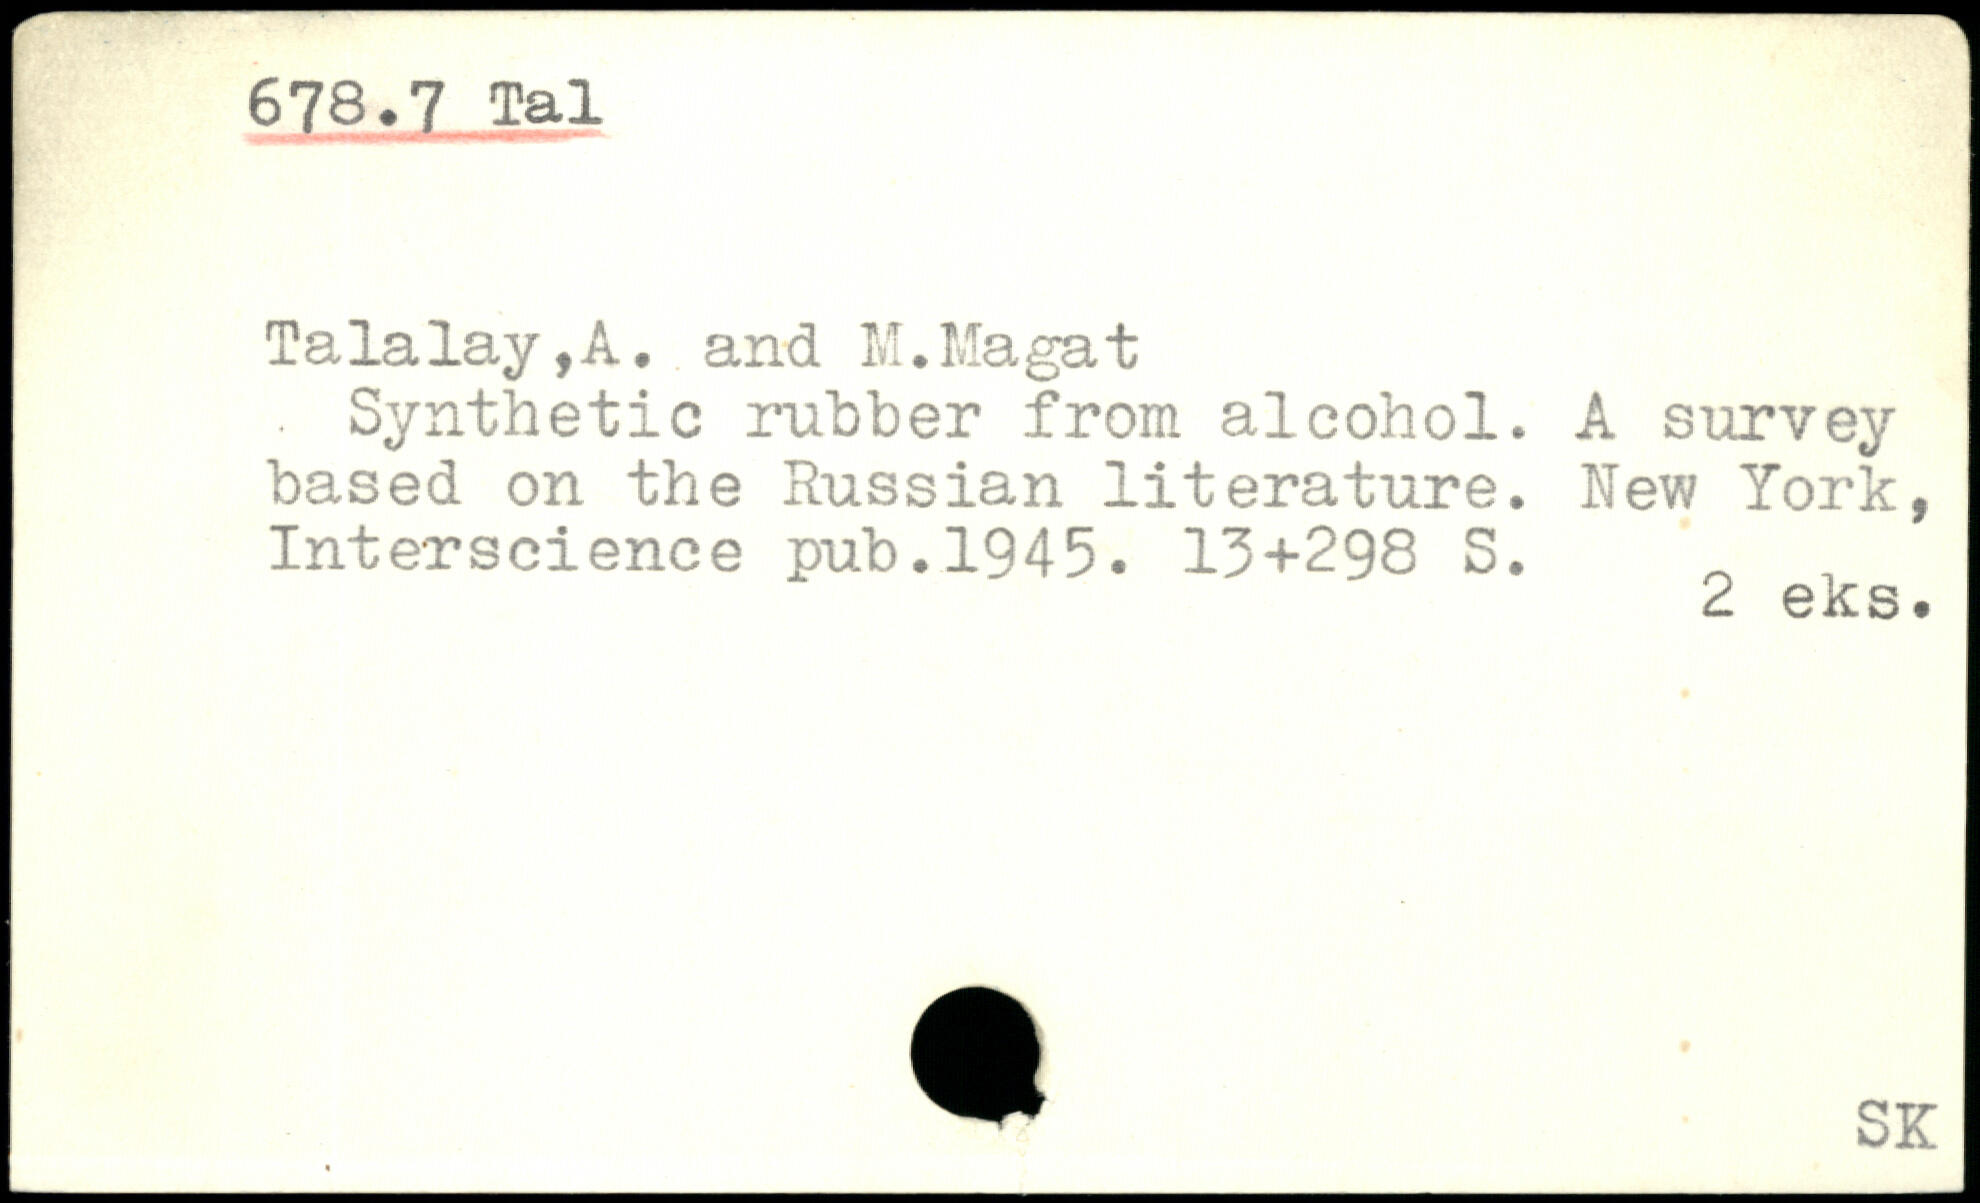 678.7 Tal
Talalay,A. and M.Magat
Synthetic rubber from alcohol. A survey
based on the Russian literature. New York,
Interscience pub.1945. 13+298 S.
2 eks.
SK